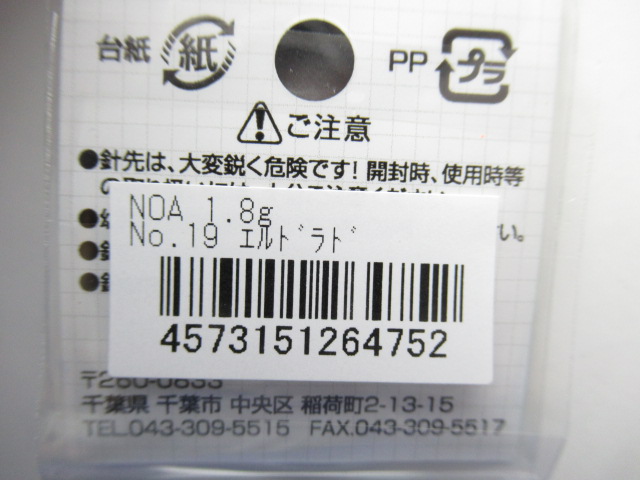 台紙 紙 PP プラ
ご注意
●針先は、大変鋭く危険です! 開封時、使用時等
い。
NOA 1.8g
No.19 ｴﾙﾄﾞﾗﾄﾞ
4573151264752
〒260-0833
千葉県 千葉市 中央区 稲荷町2-13-15
TEL.043-309-5515 FAX.043-309-5517